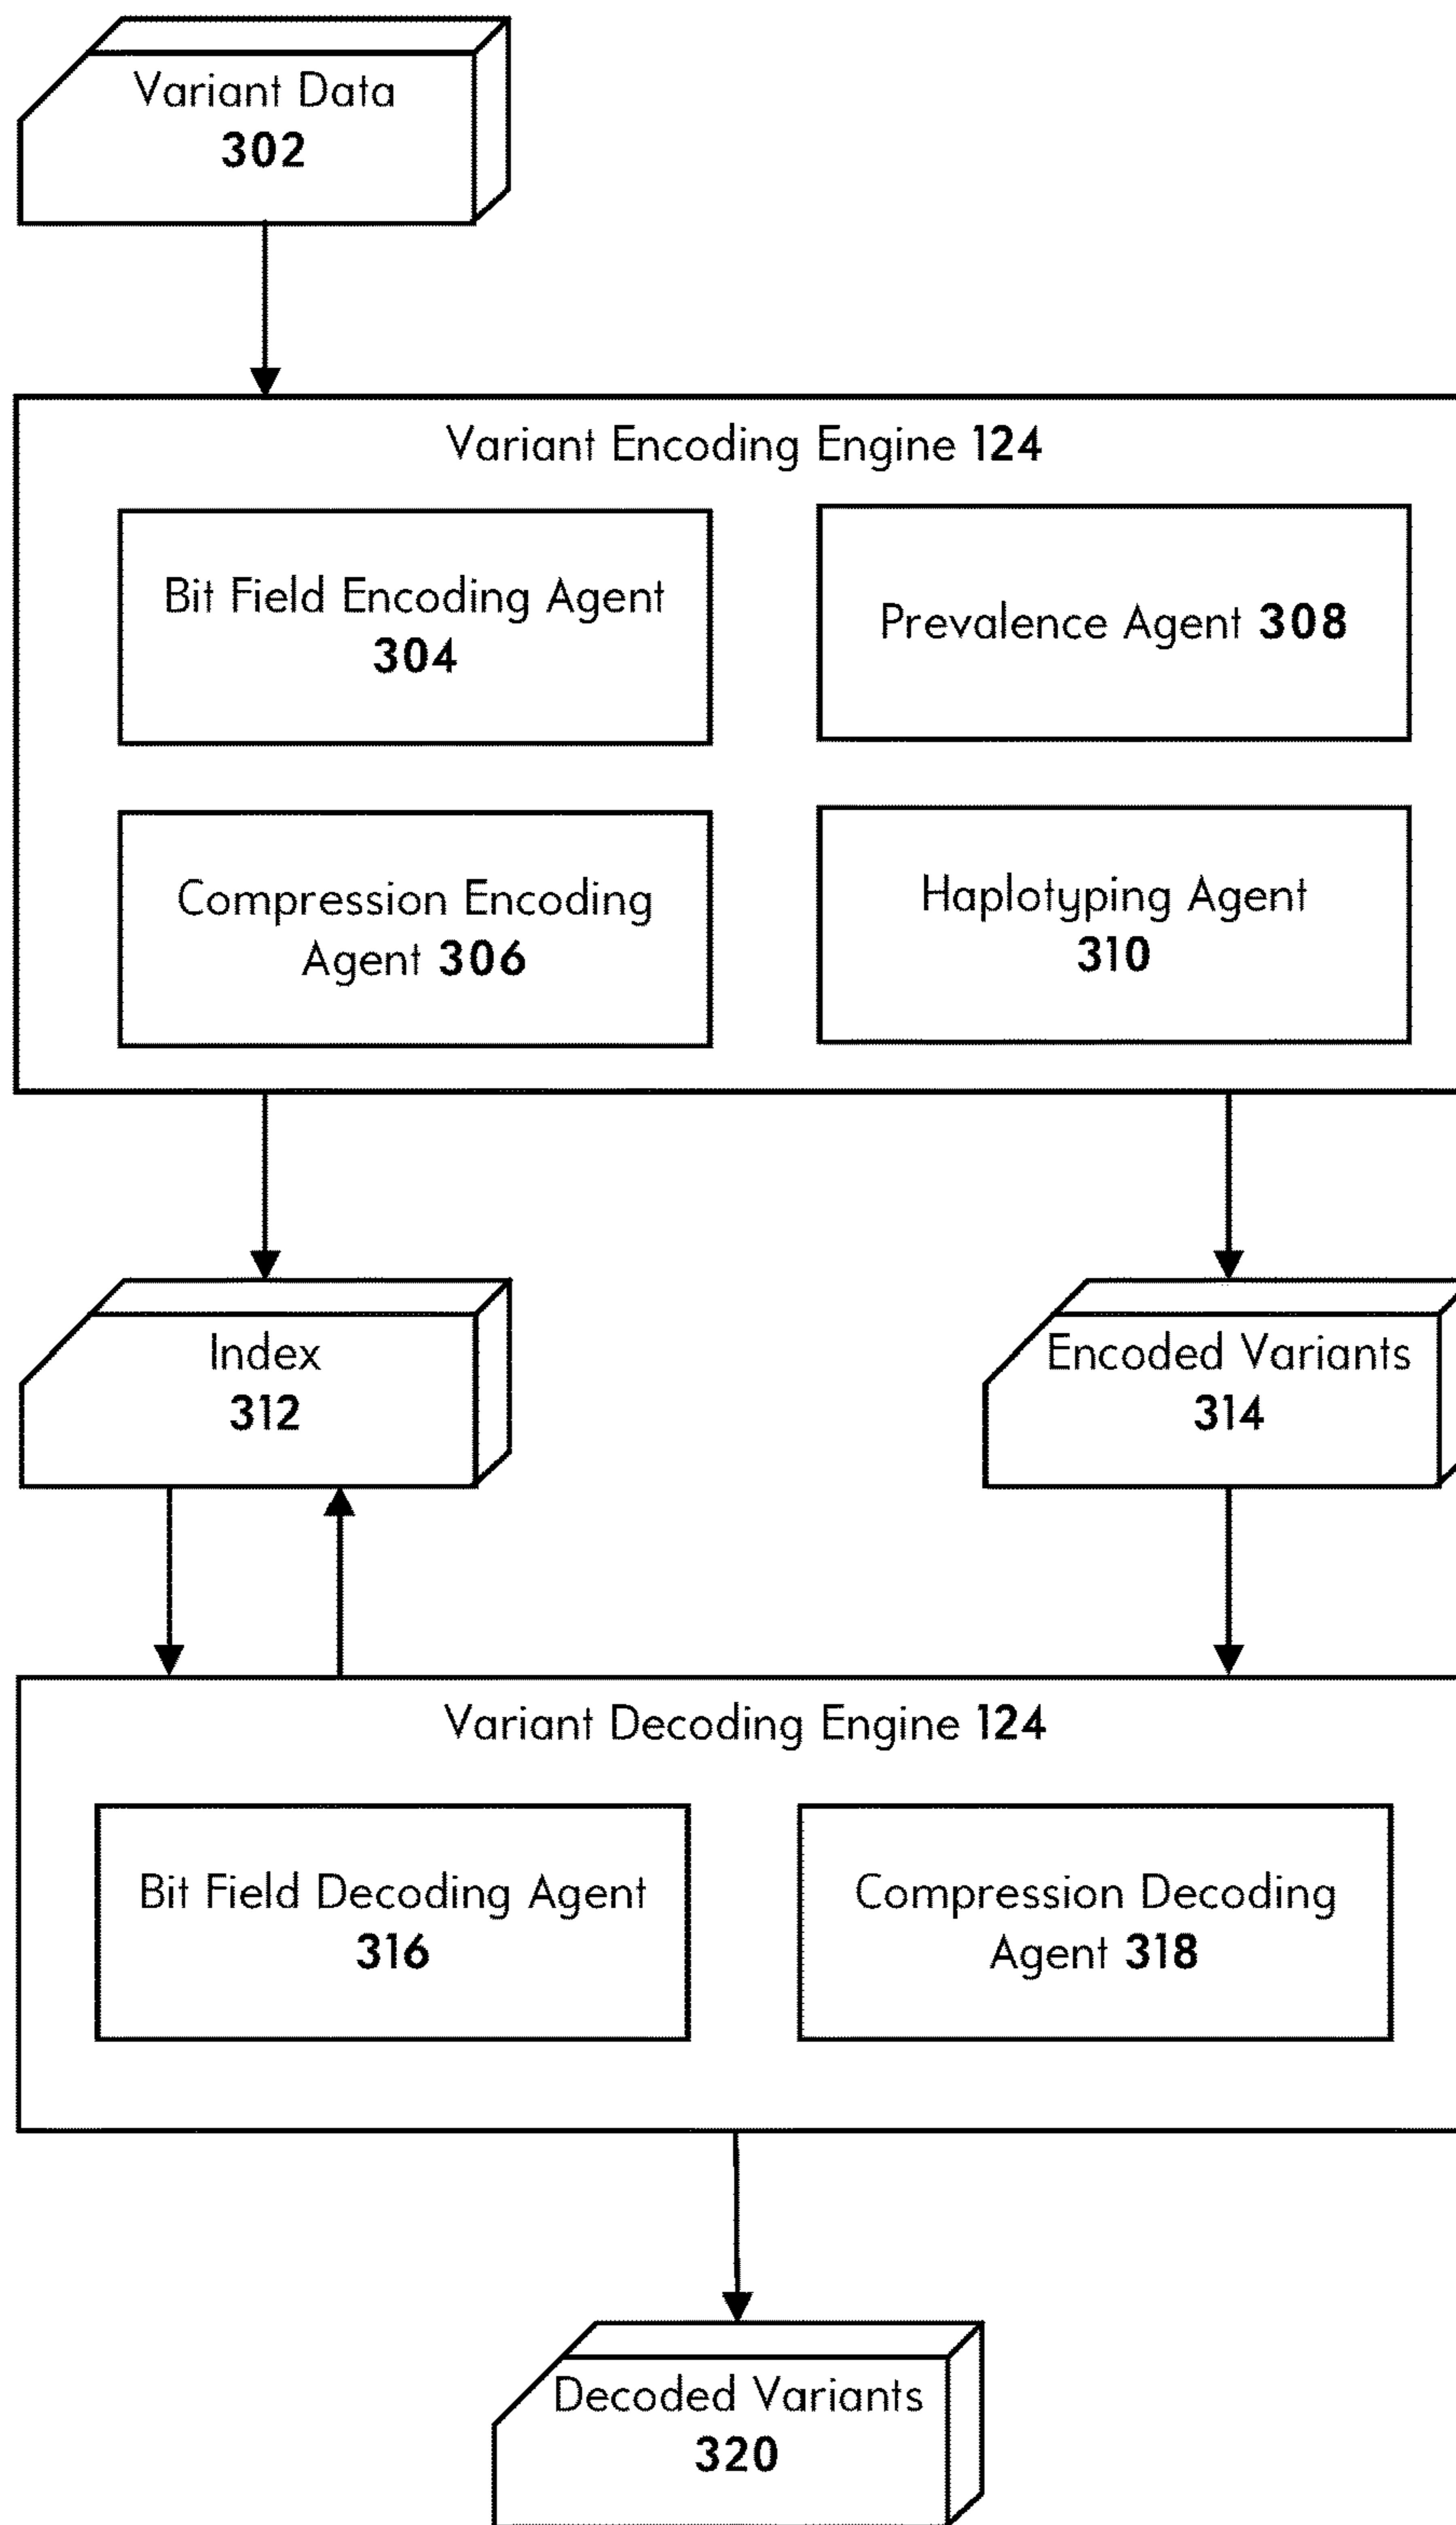 Variant Data
302
Variant Encoding Engine 124
Bit Field Encoding Agent
304
Prevalence Agent 308
Compression Encoding
Agent 306
Haplotyping Agent
310
Index
312
Encoded Variants
314
Variant Decoding Engine 124
Bit Field Decoding Agent
316
Compression Decoding
Agent 318
Decoded Variants
320